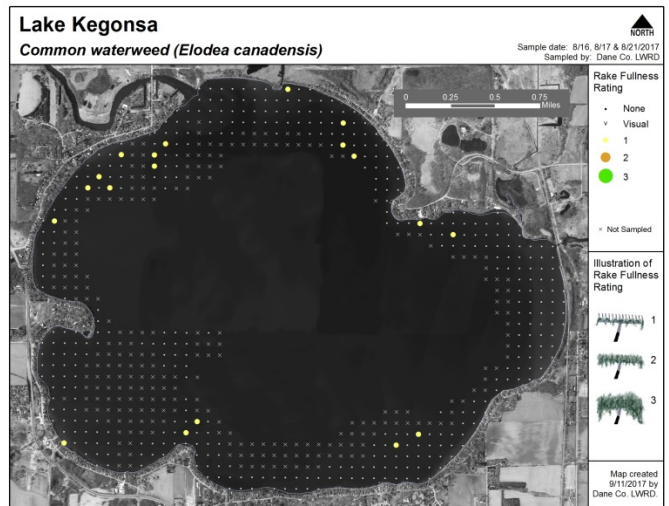 Lake Kegonsa
Common waterweed (Elodea canadensis)
NORTH
Sample date: 8/16, 8/17 & 8/21/2017
Sampled by: Dane Co. LWRD
0 0.25 0.5 0.75
Miles
Rake Fullness
Rating
None
v Visual
1
2
3
× Not Sampled
Illustration of
Rake Fullness
Rating
1
2
3
Map created
9/11/2017 by
Dane Co. LWRD.